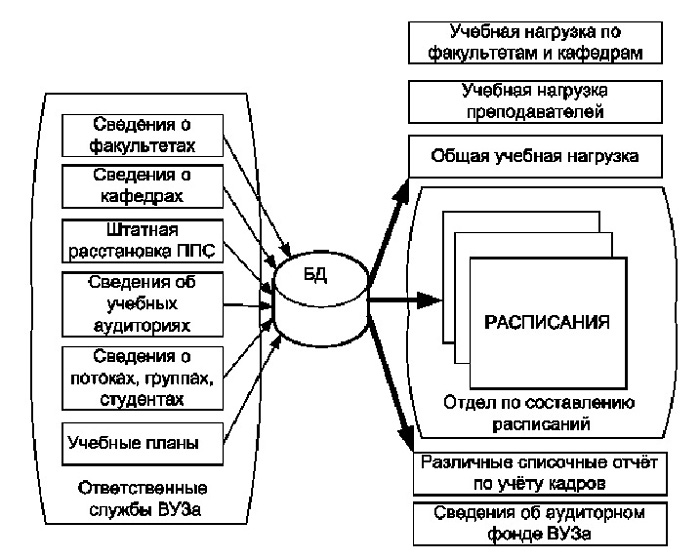 Учебная нагрузка по
факультетам и кафедрам
Учебная нагрузка
преподавателей
Общая учебная нагрузка
Сведения о
факультетах
Сведения о
кафедрах
Штатная
расстановка ППС
Сведения об
учебных
аудиториях
Сведения о
потоках, группах,
студентах
Учебные планы
Ответственные
службы ВУЗа
БД
РАСПИСАНИЯ
Отдел по составлению
расписаний
Различные списочные отчёт
по учёту кадров
Сведения об аудиторном
фонде ВУЗа